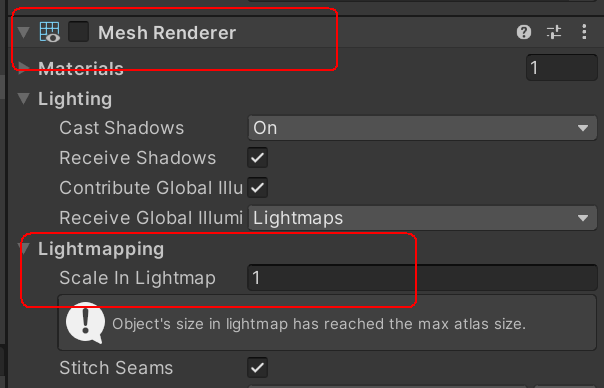 Mesh Renderer
Materials 1
Lighting
Cast Shadows On
Receive Shadows
Contribute Global Illu
Receive Global Illumi Lightmaps
Lightmapping
Scale In Lightmap 1
Object's size in lightmap has reached the max atlas size.
Stitch Seams